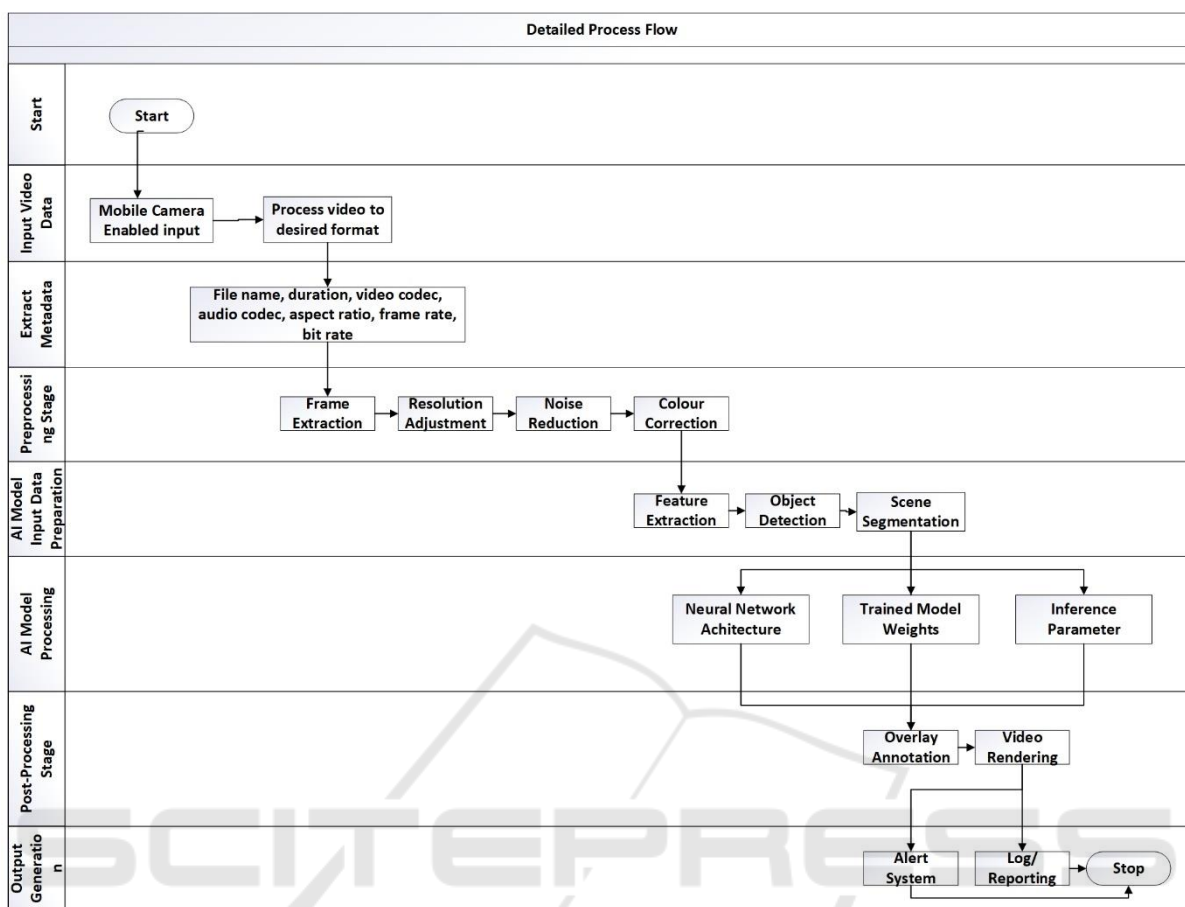 Detailed Process Flow
Start
Start
Input Video
Data
Mobile Camera
Enabled input
Process video to
desired format
Extract
Metadata
File name, duration, video codec,
audio codec, aspect ratio, frame rate,
bit rate
Preprocessi
ng Stage
Frame
Extraction
Resolution
Adjustment
Noise
Reduction
Colour
Correction
AI Model
Input Data
Preparation
Feature
Extraction
Object
Detection
Scene
Segmentation
AI Model
Processing
Neural Network
Achitecture
Trained Model
Weights
Inference
Parameter
Post-Processing
Stage
Overlay
Annotation
Video
Rendering
SCITEPRESS
Output
Generatio
n
Alert
System
Log/
Reporting
Stop